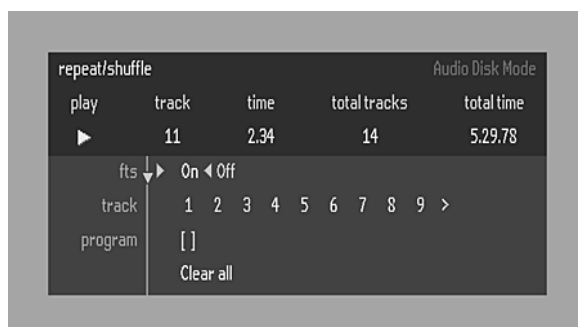 repeat/shuffle Audio Disk Mode
play track time total tracks total time
11 2.34 14 5.29.78
fts On Off
track 1 2 3 4 5 6 7 8 9 >
program [ ]
Clear all